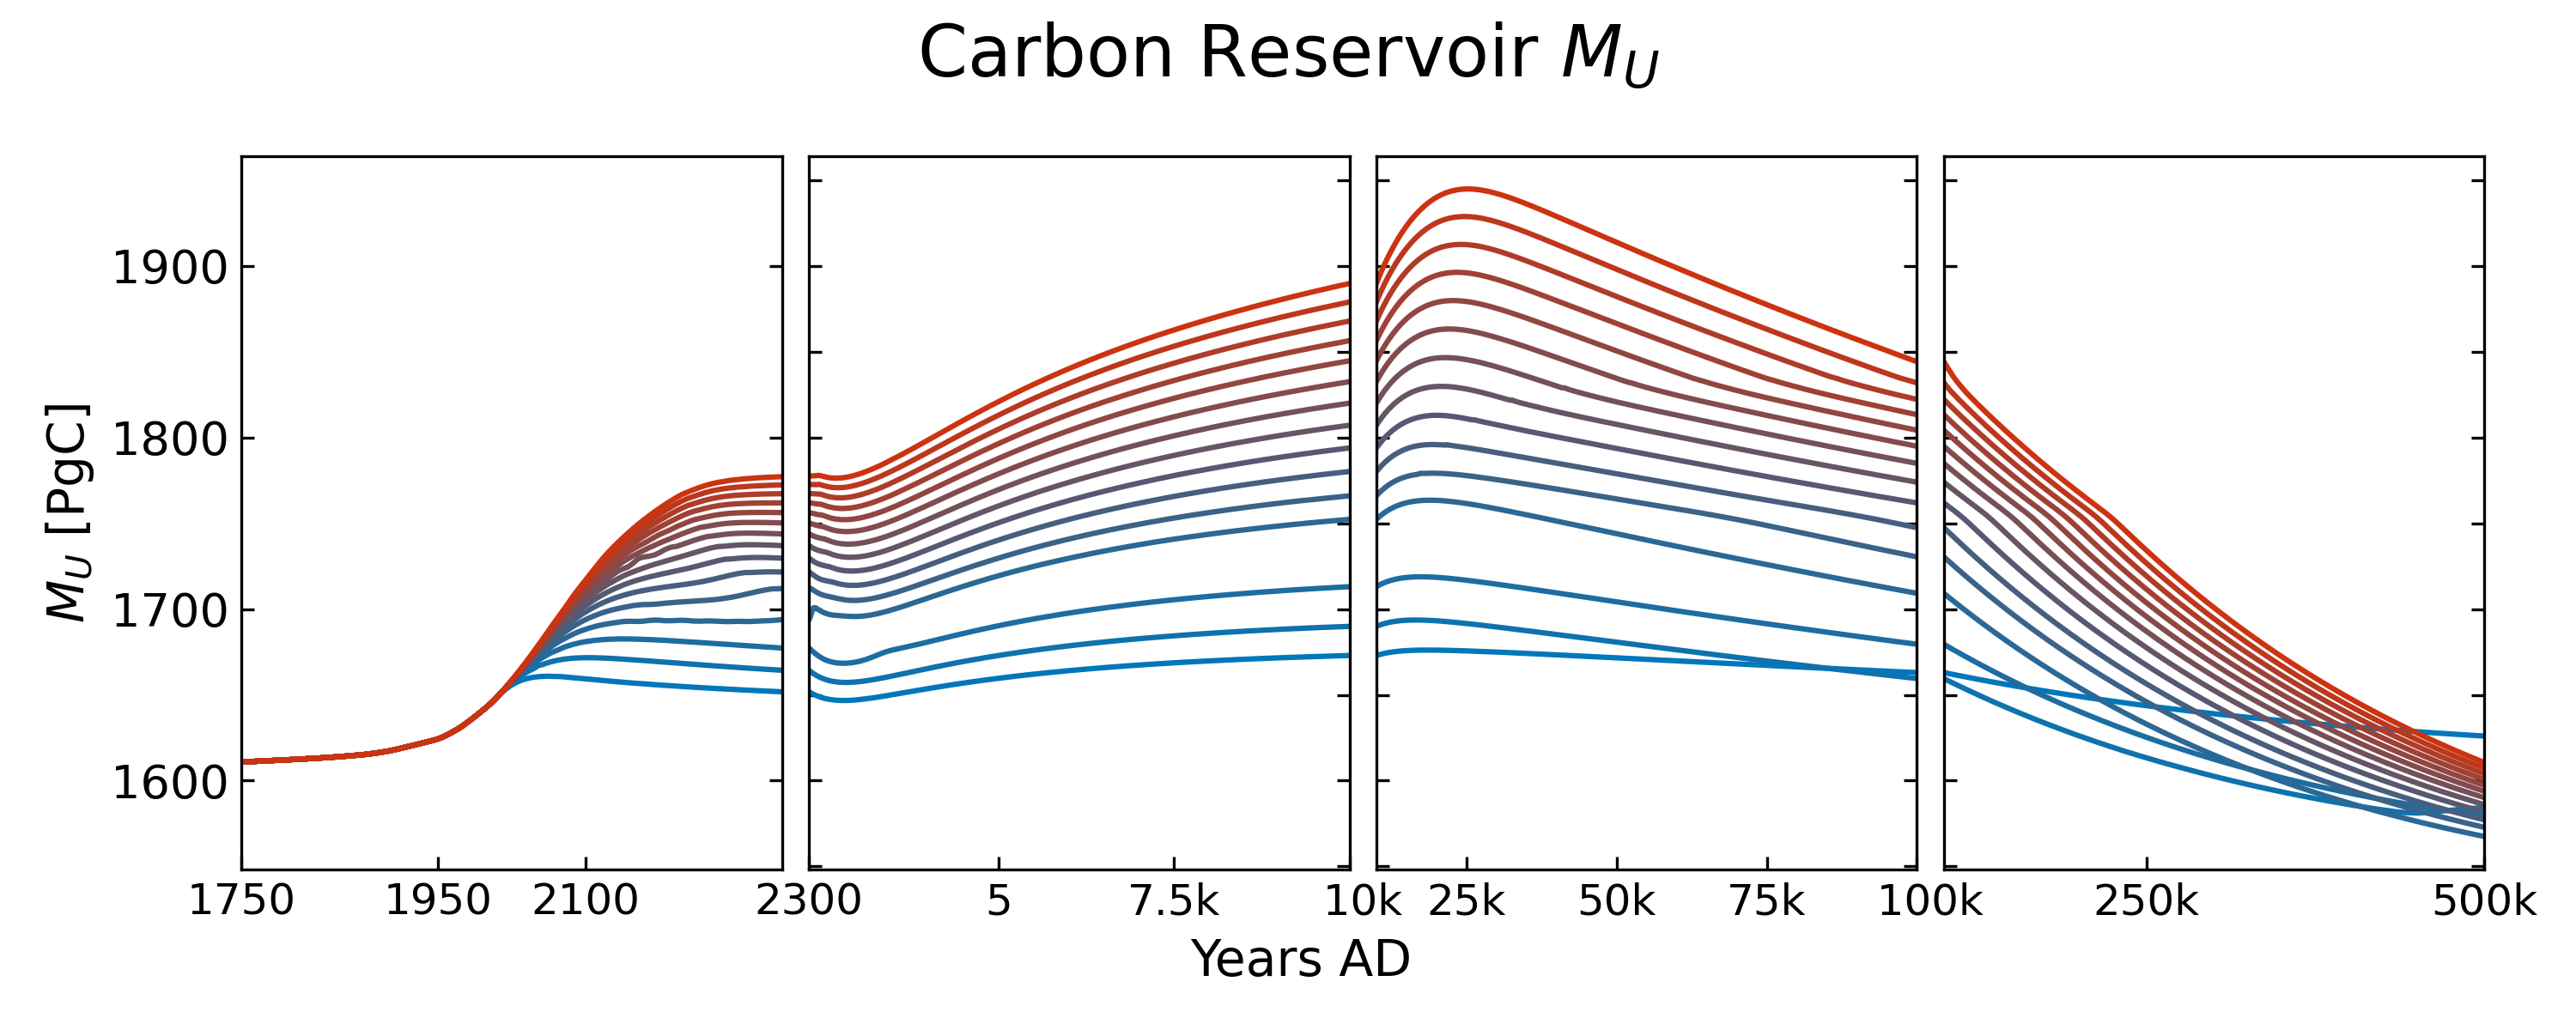 Carbon Reservoir M_U
M_U [PgC]
1900
1800
1700
1600
1750 1950 2100 2300 5 7.5k 10k 25k 50k 75k 100k 250k 500k
Years AD